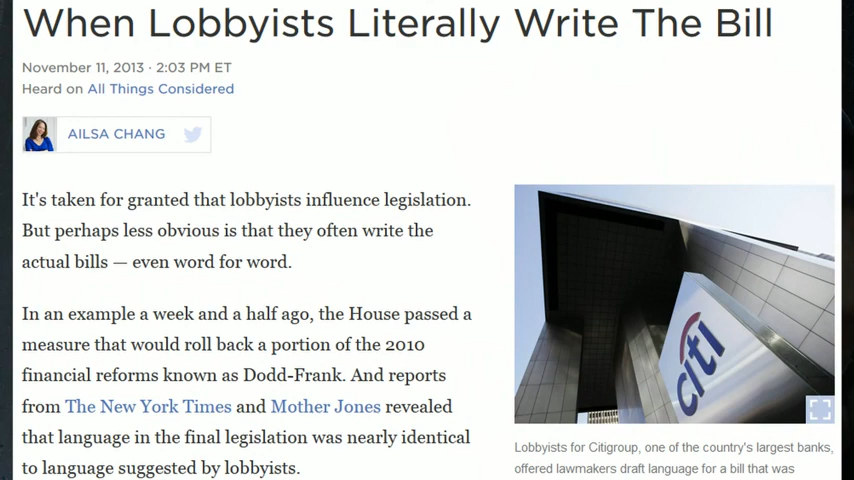 When Lobbyists Literally Write The Bill
November 11, 2013 · 2:03 PM ET
Heard on All Things Considered
AILSA CHANG
It's taken for granted that lobbyists influence legislation.
But perhaps less obvious is that they often write the
actual bills — even word for word.
In an example a week and a half ago, the House passed a
measure that would roll back a portion of the 2010
financial reforms known as Dodd-Frank. And reports
from The New York Times and Mother Jones revealed
that language in the final legislation was nearly identical
to language suggested by lobbyists.
citi
Lobbyists for Citigroup, one of the country's largest banks,
offered lawmakers draft language for a bill that was